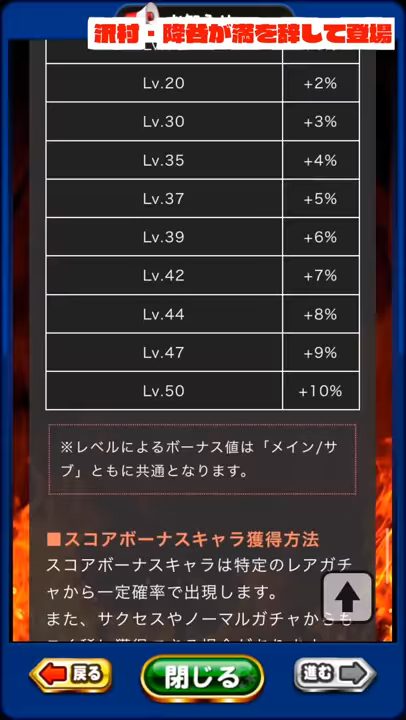 沢村・降谷が満を持して登場
Lv.20 +2%
Lv.30 +3%
Lv.35 +4%
Lv.37 +5%
Lv.39 +6%
Lv.42 +7%
Lv.44 +8%
Lv.47 +9%
Lv.50 +10%
※レベルによるボーナス値は「メイン/サ
ブ」ともに共通となります。
■スコアボーナスキャラ獲得方法
スコアボーナスキャラは特定のレアガチ
ャから一定確率で出現します。
また、サクセスやノーマルガチャからも
戻る 閉じる 進む